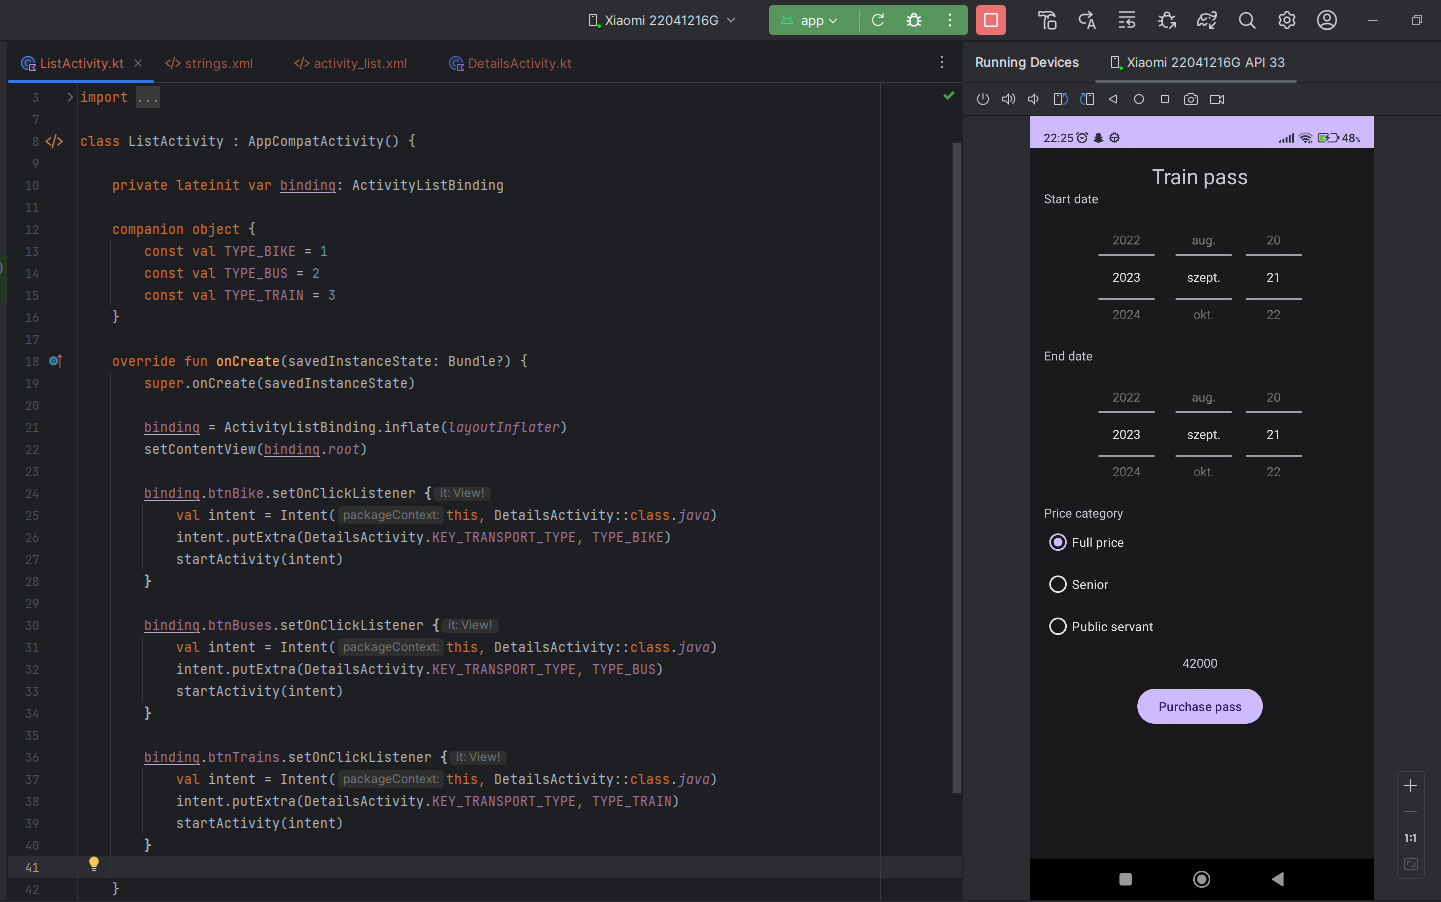 Xiaomi 22041216G
app
ListActivity.kt
strings.xml
activity_list.xml
DetailsActivity.kt
3 import ...
7
8 class ListActivity : AppCompatActivity() {
9
10 private lateinit var binding: ActivityListBinding
11
12 companion object {
13 const val TYPE_BIKE = 1
14 const val TYPE_BUS = 2
15 const val TYPE_TRAIN = 3
16 }
17
18 override fun onCreate(savedInstanceState: Bundle?) {
19 super.onCreate(savedInstanceState)
20
21 binding = ActivityListBinding.inflate(layoutInflater)
22 setContentView(binding.root)
23
24 binding.btnBike.setOnClickListener { it: View!
25 val intent = Intent( packageContext: this, DetailsActivity::class.java)
26 intent.putExtra(DetailsActivity.KEY_TRANSPORT_TYPE, TYPE_BIKE)
27 startActivity(intent)
28 }
29
30 binding.btnBuses.setOnClickListener { it: View!
31 val intent = Intent( packageContext: this, DetailsActivity::class.java)
32 intent.putExtra(DetailsActivity.KEY_TRANSPORT_TYPE, TYPE_BUS)
33 startActivity(intent)
34 }
35
36 binding.btnTrains.setOnClickListener { it: View!
37 val intent = Intent( packageContext: this, DetailsActivity::class.java)
38 intent.putExtra(DetailsActivity.KEY_TRANSPORT_TYPE, TYPE_TRAIN)
39 startActivity(intent)
40 }
41
42 }
Running Devices
Xiaomi 22041216G API 33
22:25
48%
Train pass
Start date
2022 aug. 20
2023 szept. 21
2024 okt. 22
End date
2022 aug. 20
2023 szept. 21
2024 okt. 22
Price category
Full price
Senior
Public servant
42000
Purchase pass
1:1